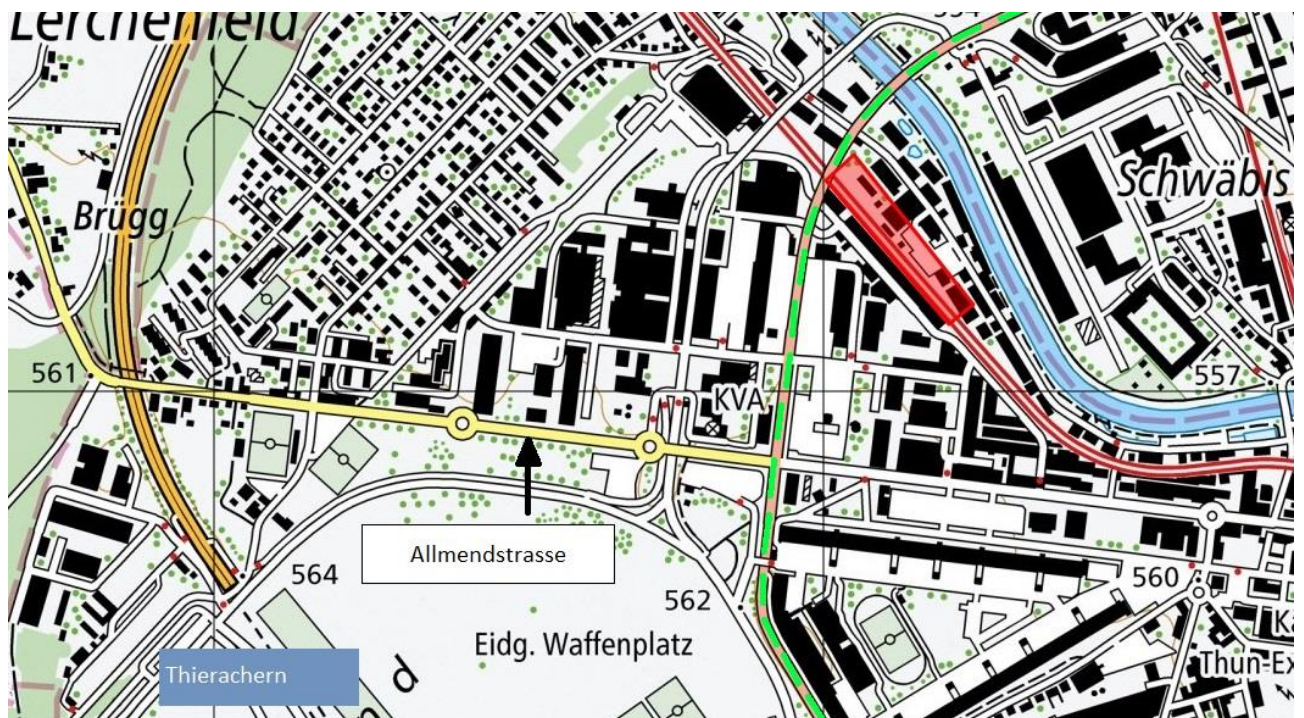 Lerchenfeld
Schwäbis
Brügg
561
557
KVA
Allmendstrasse
564
562
560
Eidg. Waffenplatz
Thun-Ex
Thierachern
d